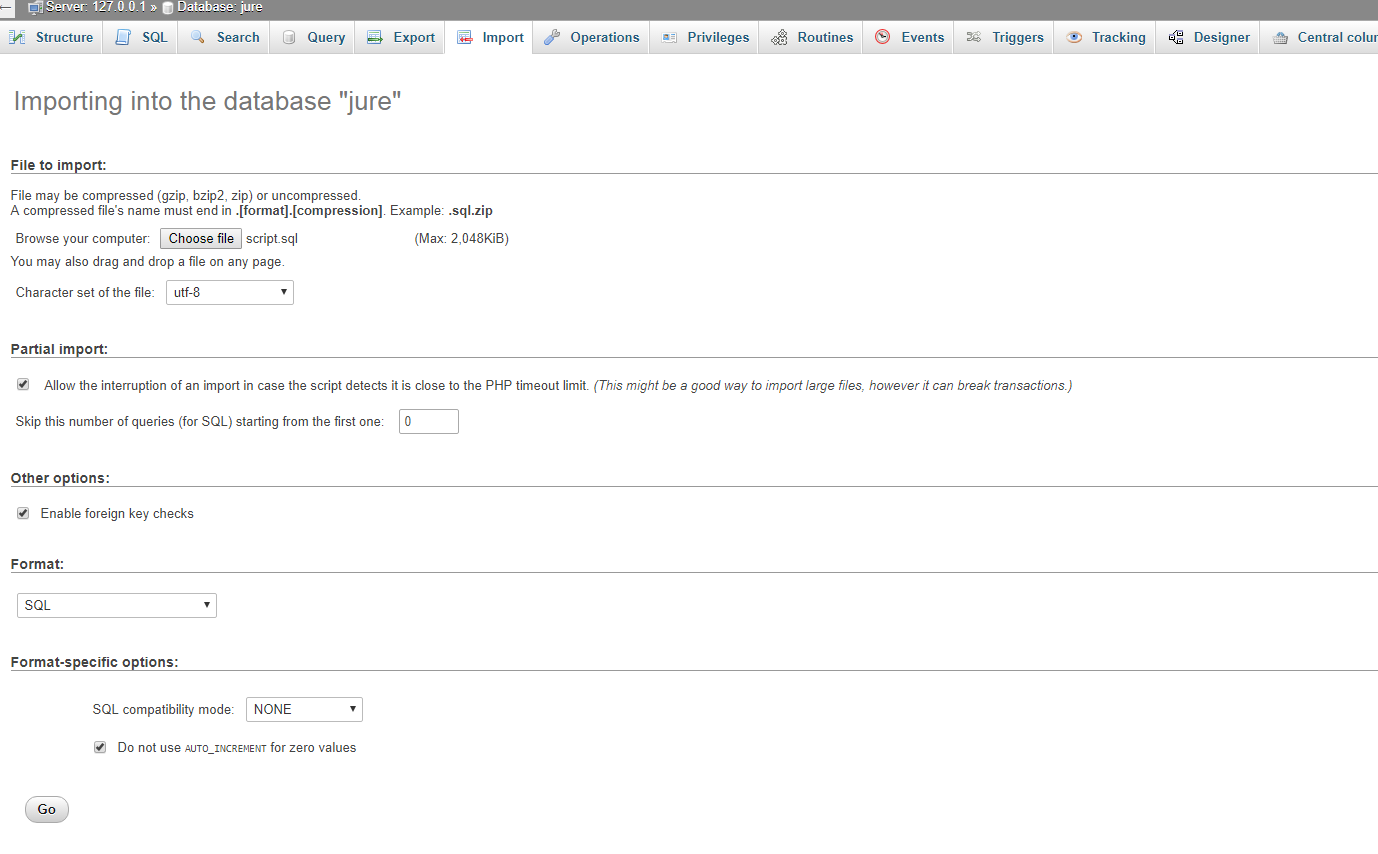 Server: 127.0.0.1 » Database: jure
Structure SQL Search Query Export Import Operations Privileges Routines Events Triggers Tracking Designer Central colu
Importing into the database "jure"
File to import:
File may be compressed (gzip, bzip2, zip) or uncompressed.
A compressed file's name must end in .[format].[compression]. Example: .sql.zip
Browse your computer: Choose file script.sql (Max: 2,048KiB)
You may also drag and drop a file on any page.
Character set of the file: utf-8
Partial import:
Allow the interruption of an import in case the script detects it is close to the PHP timeout limit. (This might be a good way to import large files, however it can break transactions.)
Skip this number of queries (for SQL) starting from the first one: 0
Other options:
Enable foreign key checks
Format:
SQL
Format-specific options:
SQL compatibility mode: NONE
Do not use AUTO_INCREMENT for zero values
Go